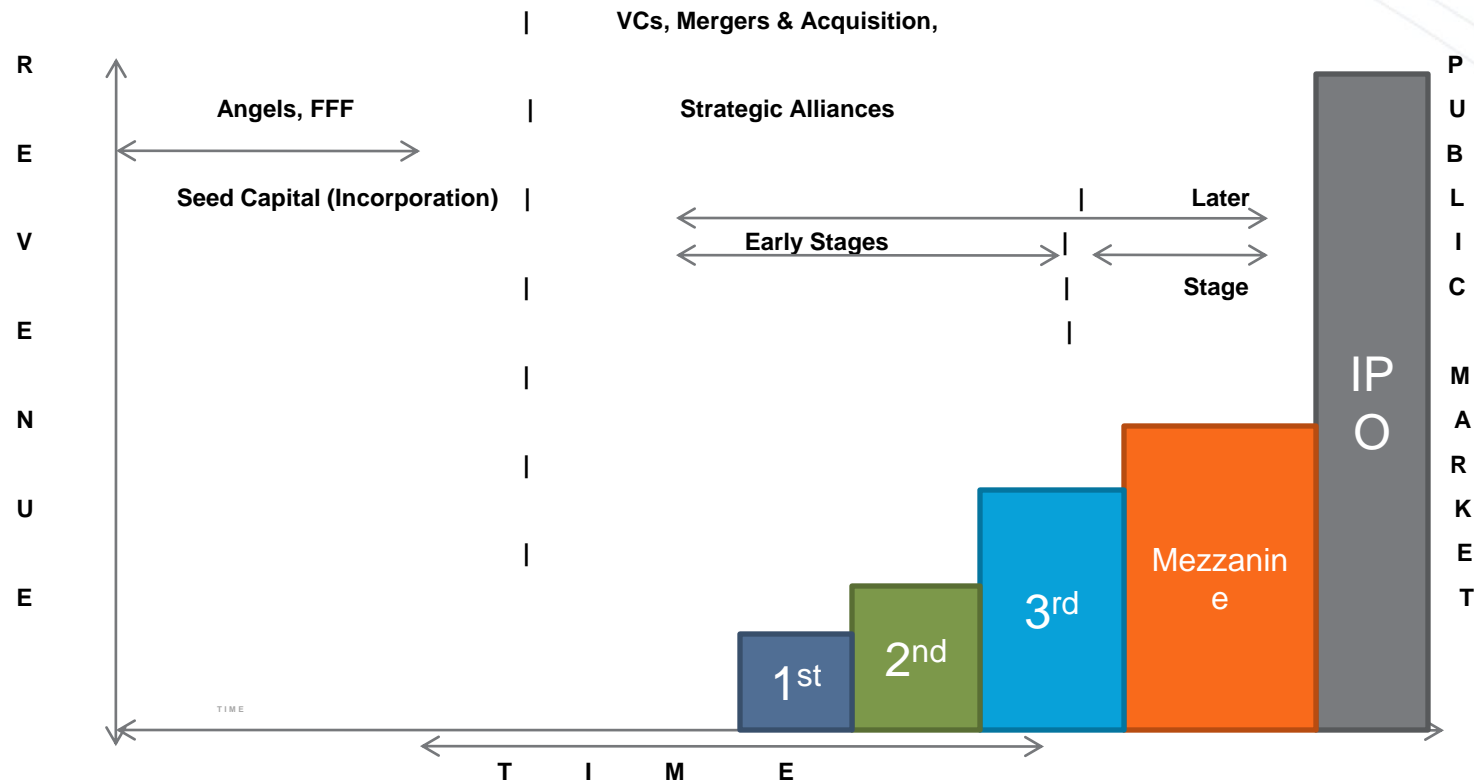 | VCs, Mergers & Acquisition,
R P
Angels, FFF | Strategic Alliances U
E B
Seed Capital (Incorporation) | | Later L
V Early Stages | I
| | Stage C
E |
IP
| M
N A
O
| R
U K
| E
Mezzanin
E e T
3rd
2nd
1st
TIME
T I M E